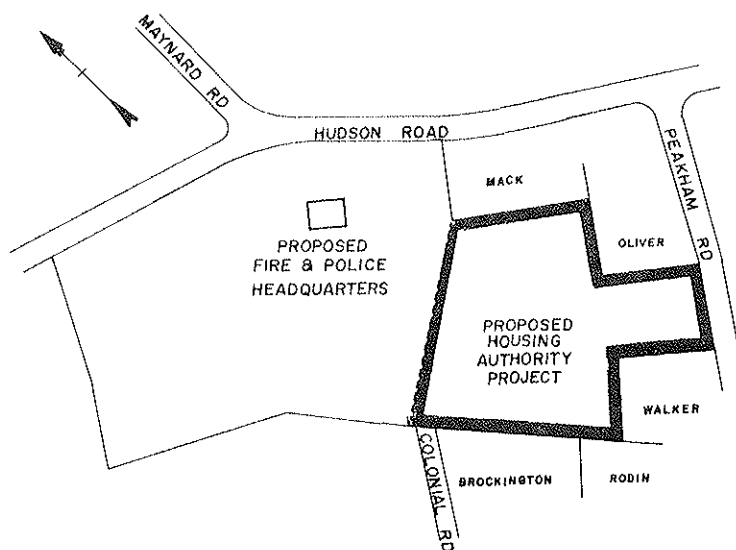 MAYNARD RD
HUDSON ROAD
PEAKHAM RD
MACK
OLIVER
PROPOSED
FIRE & POLICE
HEADQUARTERS
PROPOSED
HOUSING
AUTHORITY
PROJECT
WALKER
COLONIAL RD
BROCKINGTON
RODIN